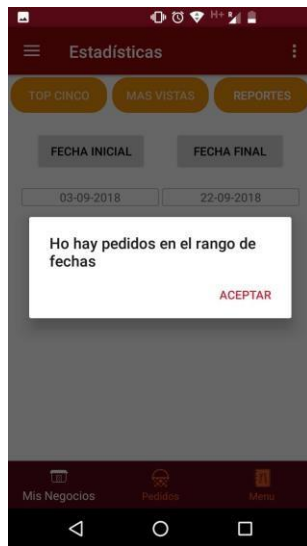 H+
Estadísticas
TOP CINCO
MAS VISTAS
REPORTES
FECHA INICIAL
FECHA FINAL
03-09-2018
22-09-2018
Ho hay pedidos en el rango de
fechas
ACEPTAR
Mis Negocios
Pedidos
Menu